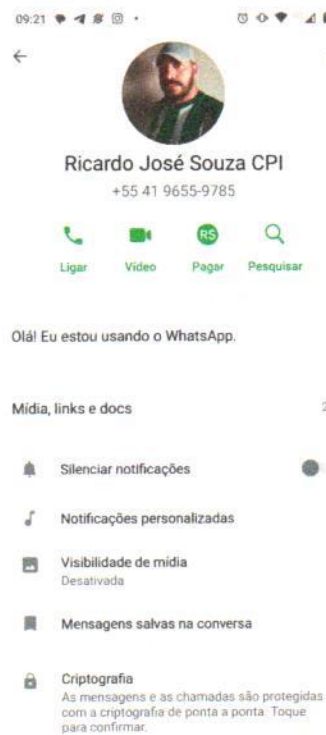 09:21
Ricardo José Souza CPI
+55 41 9655-9785
R$
Ligar Vídeo Pagar Pesquisar
Olá! Eu estou usando o WhatsApp.
Mídia, links e docs 2
Silenciar notificações
Notificações personalizadas
Visibilidade de mídia
Desativada
Mensagens salvas na conversa
Criptografia
As mensagens e as chamadas são protegidas
com a criptografia de ponta a ponta. Toque
para confirmar.